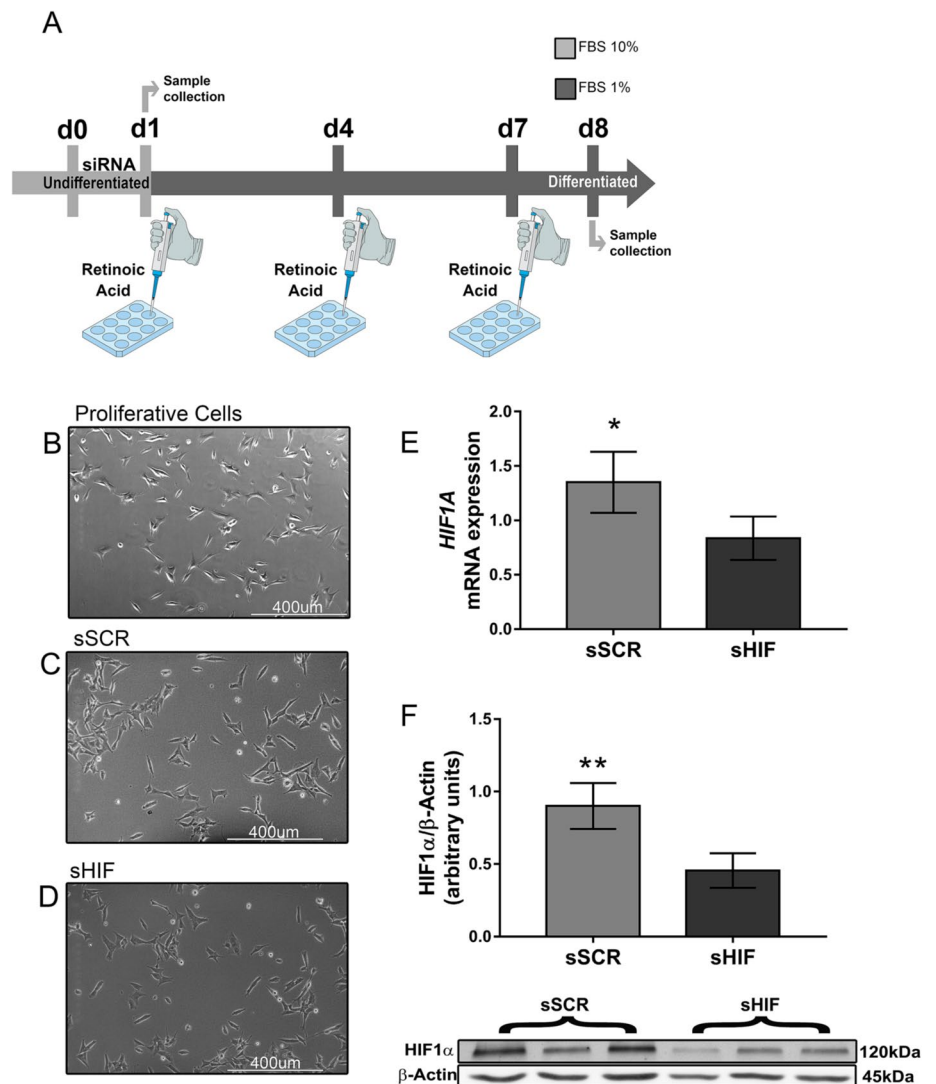 A
FBS 10%
FBS 1%
Sample
collection
d0
d1
d4
d7
d8
siRNA
Undifferentiated
Differentiated
Sample
collection
Retinoic
Acid
Retinoic
Acid
Retinoic
Acid
Proliferative Cells
B
400um
sSCR
C
400um
sHIF
D
400um
E
HIF1A
mRNA expression
2.0
1.5
1.0
0.5
0.0
*
sSCR
sHIF
F
HIF1α/β-Actin
(arbitrary units)
1.5
1.0
0.5
0.0
**
sSCR
sHIF
sSCR
sHIF
HIF1α
120kDa
β-Actin
45kDa